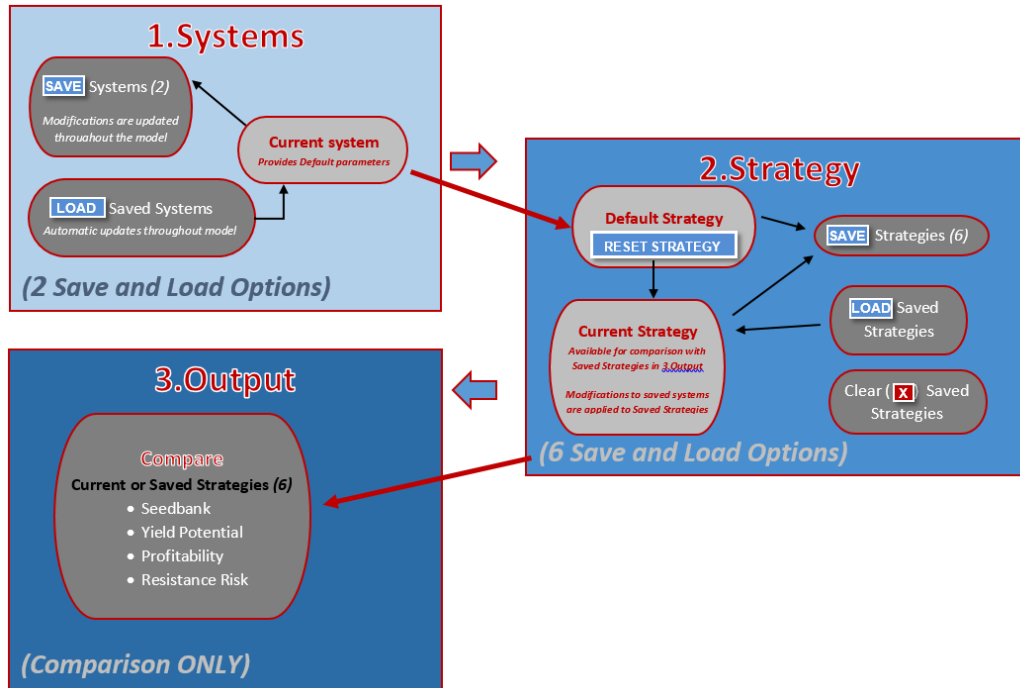 1.Systems
SAVE Systems (2)
Modifications are updated
throuahout the model
Current system
Provides Default parameters
LOAD Saved Systems
Automatic updates throughout model
(2 Save and Load Options)
2.Strategy
Default Strategy
RESET STRATEGY
SAVE Strategies (6)
Current Strategy
Available for comparison with
Saved Strategies in 3.Output
Modifications to saved systems
are applied to Saved Strategies
LOAD Saved
Strategies
Clear ( X ) Saved
Strategies
(6 Save and Load Options)
3.Output
Compare
Current or Saved Strategies (6)
• Seedbank
• Yield Potential
• Profitability
• Resistance Risk
(Comparison ONLY)